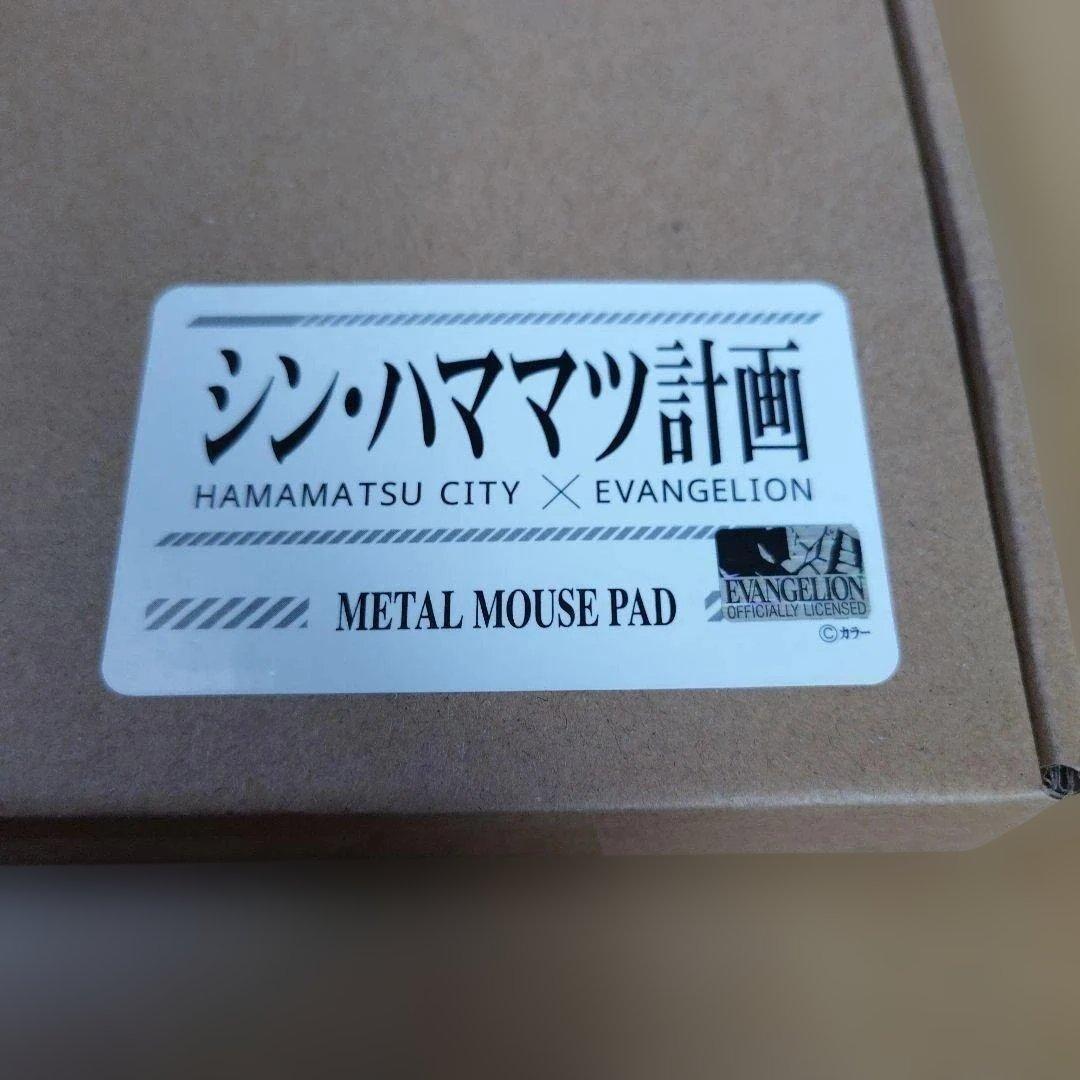 シン・ハママツ計画
HAMAMATSU CITY × EVANGELION
METAL MOUSE PAD
EVANGELION
OFFICIALLY LICENSED
©カラー